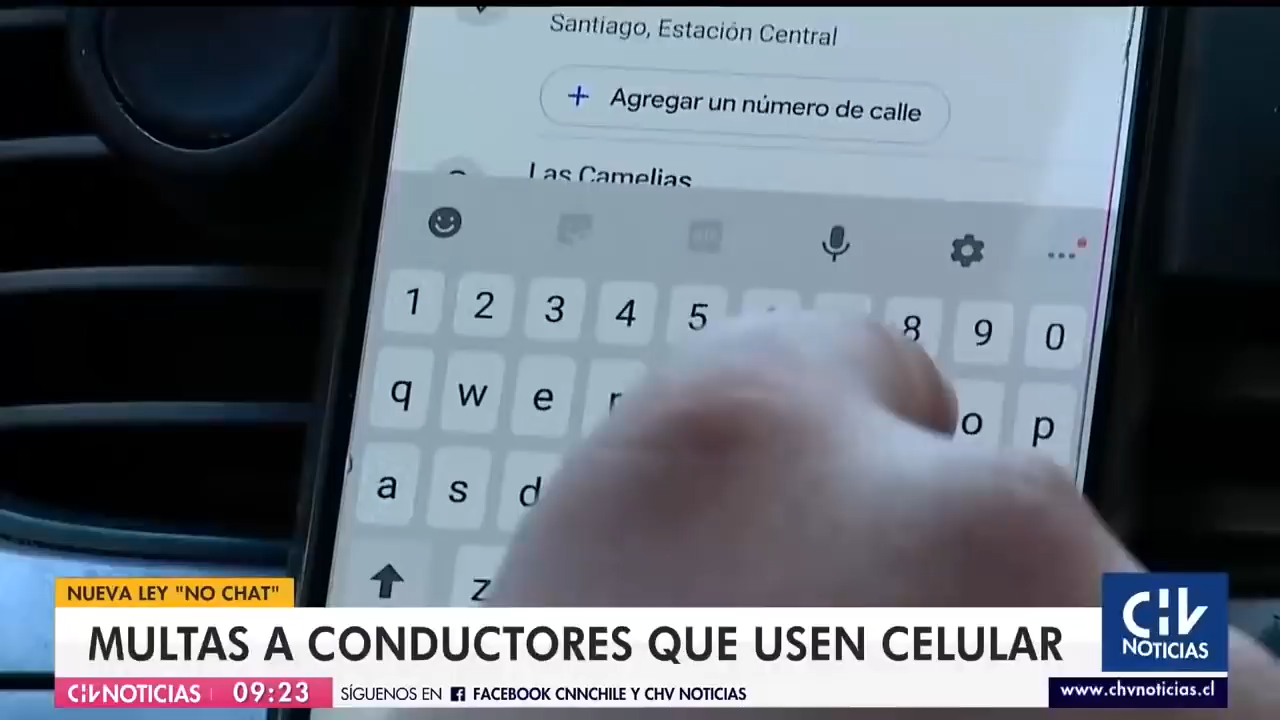 Santiago, Estación Central
+ Agregar un número de calle
Las Camelias
1 2 3 4 5 8 9 0
q w e r o p
a s d
z
NUEVA LEY "NO CHAT"
MULTAS A CONDUCTORES QUE USEN CELULAR
CHV NOTICIAS
CHV NOTICIAS 09:23 SÍGUENOS EN FACEBOOK CNNCHILE Y CHV NOTICIAS
www.chvnoticias.cl